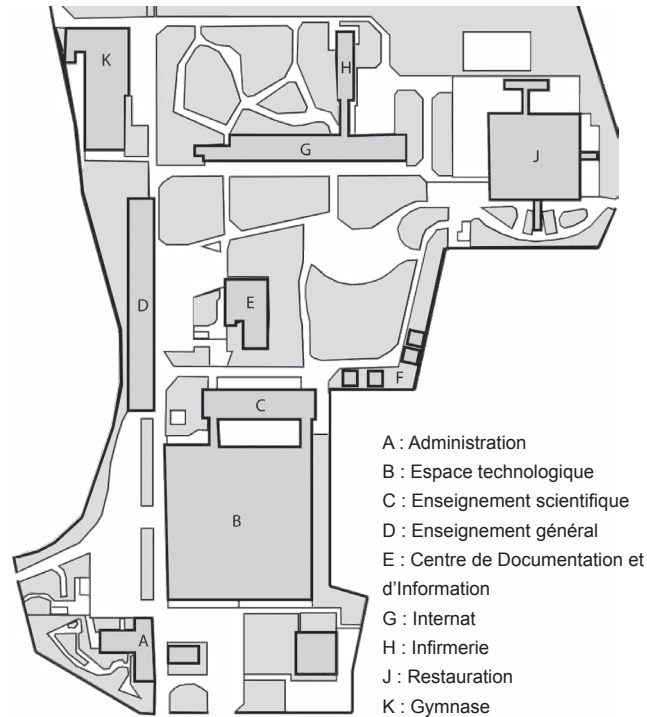 K
H
G
J
D
E
F
C
B
A
A : Administration
B : Espace technologique
C : Enseignement scientifique
D : Enseignement général
E : Centre de Documentation et
d'Information
G : Internat
H : Infirmerie
J : Restauration
K : Gymnase